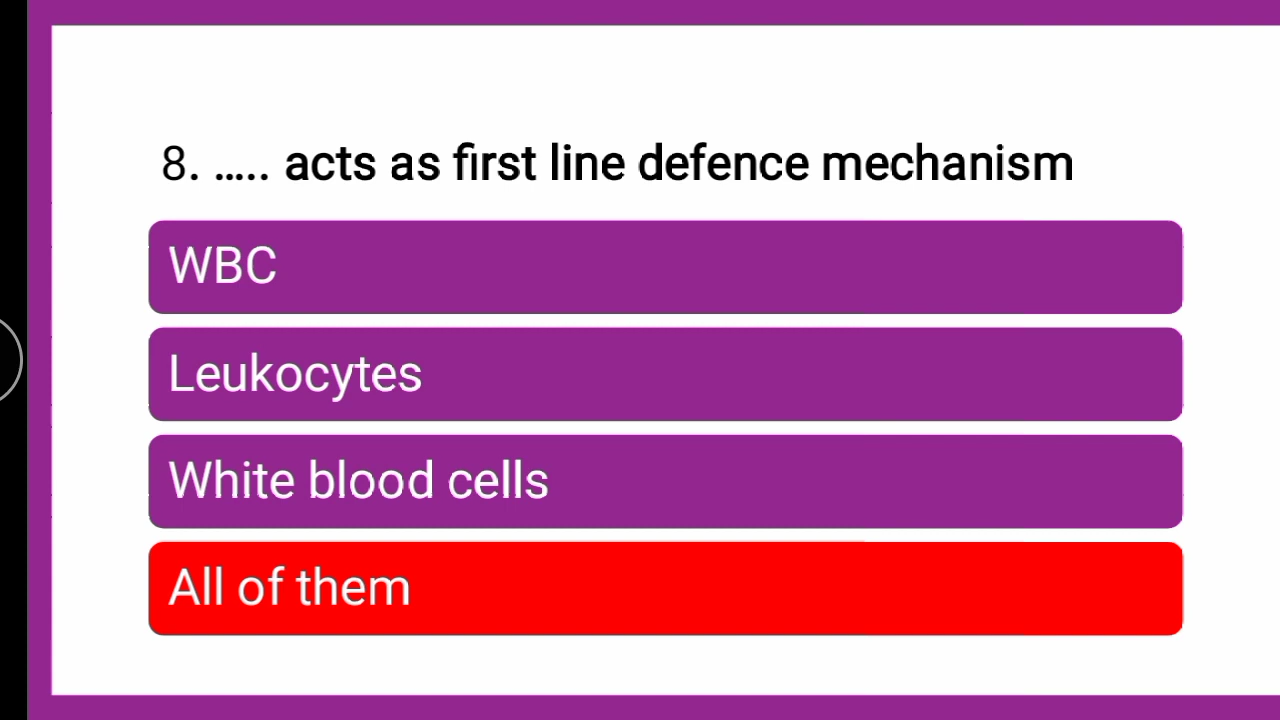 8. ….. acts as first line defence mechanism
WBC
Leukocytes
White blood cells
All of them